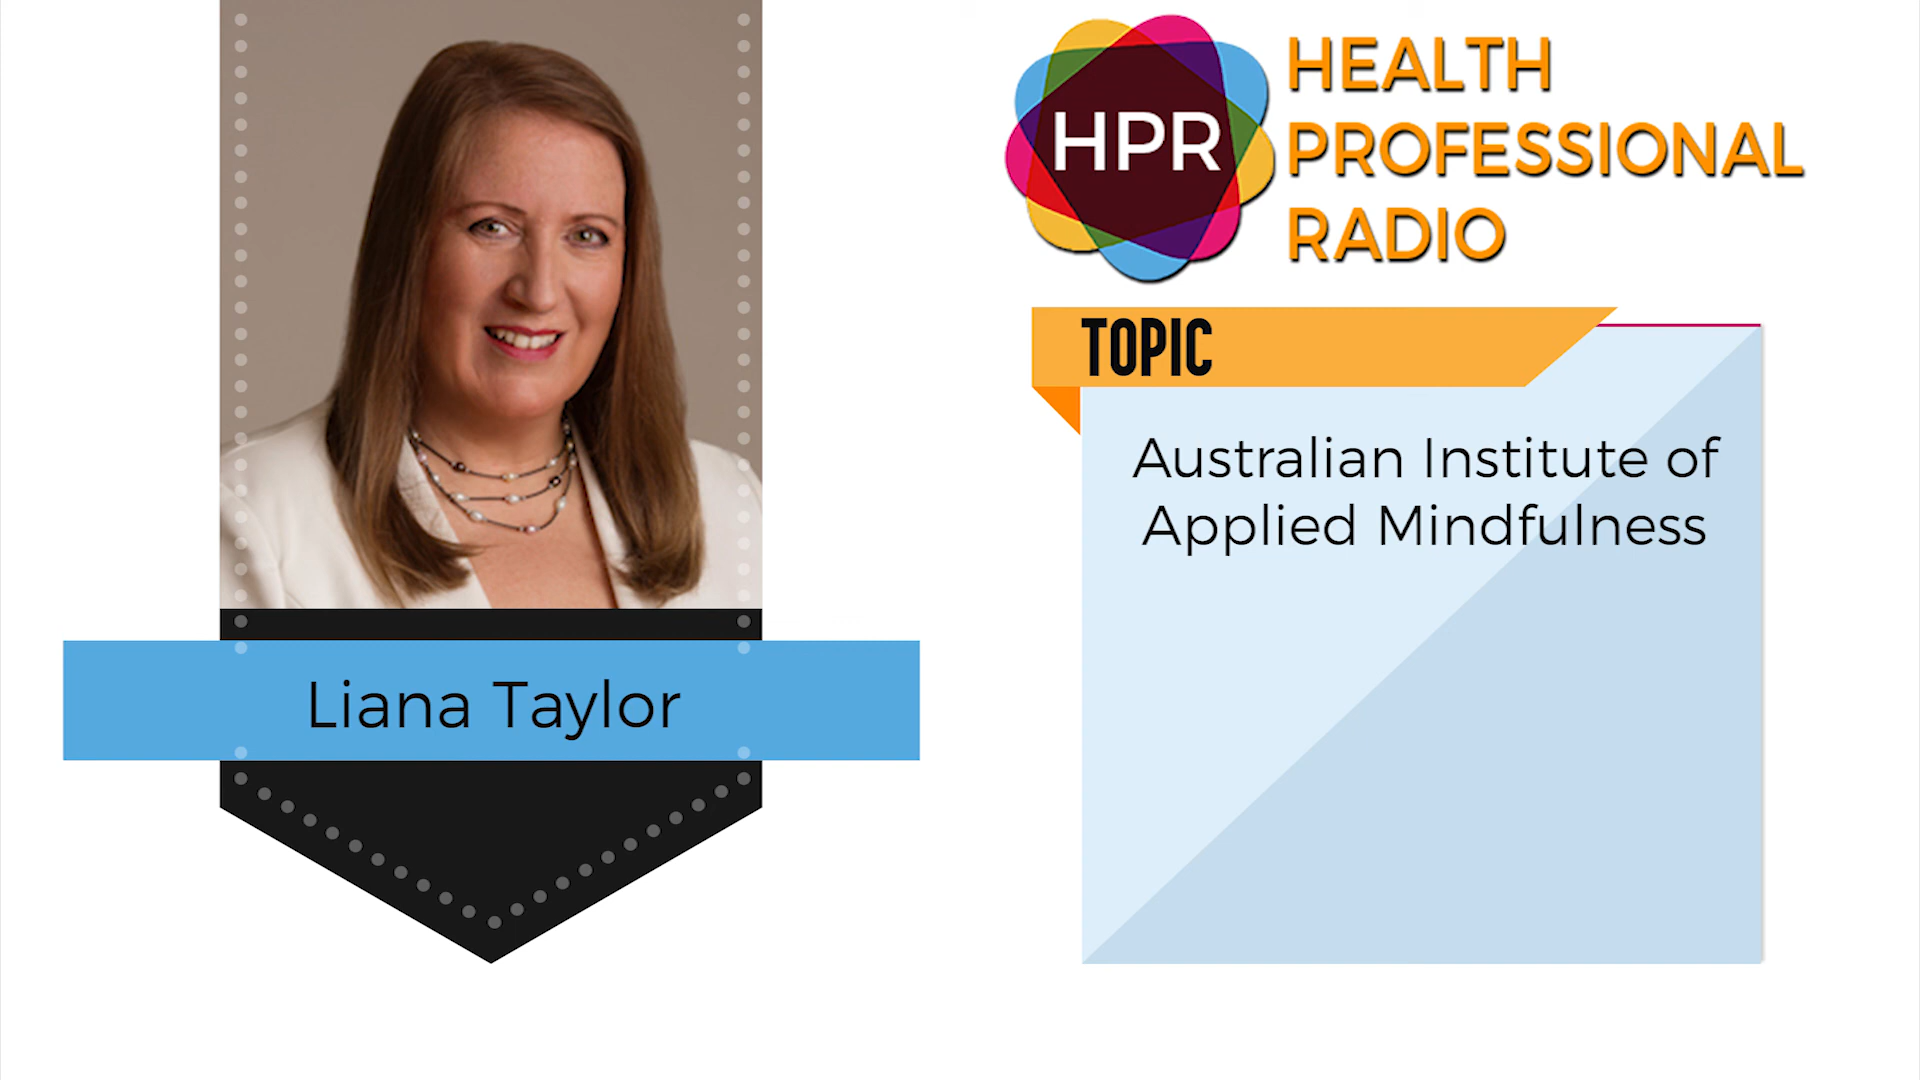 HPR
HEALTH
PROFESSIONAL
RADIO
TOPIC
Australian Institute of
Applied Mindfulness
Liana Taylor